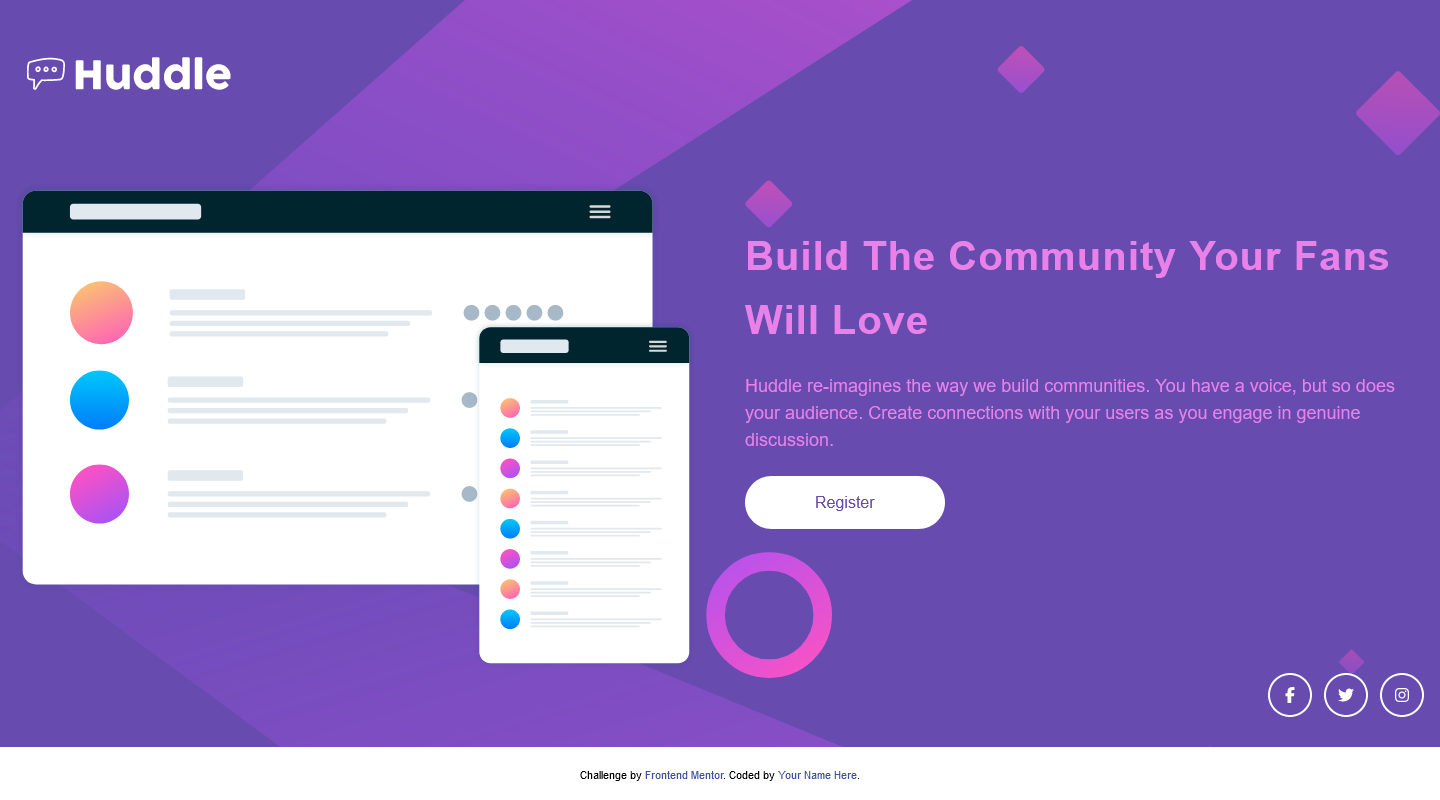 Huddle
Build The Community Your Fans
Will Love
Huddle re-imagines the way we build communities. You have a voice, but so does
your audience. Create connections with your users as you engage in genuine
discussion.
Register
Challenge by Frontend Mentor. Coded by Your Name Here.